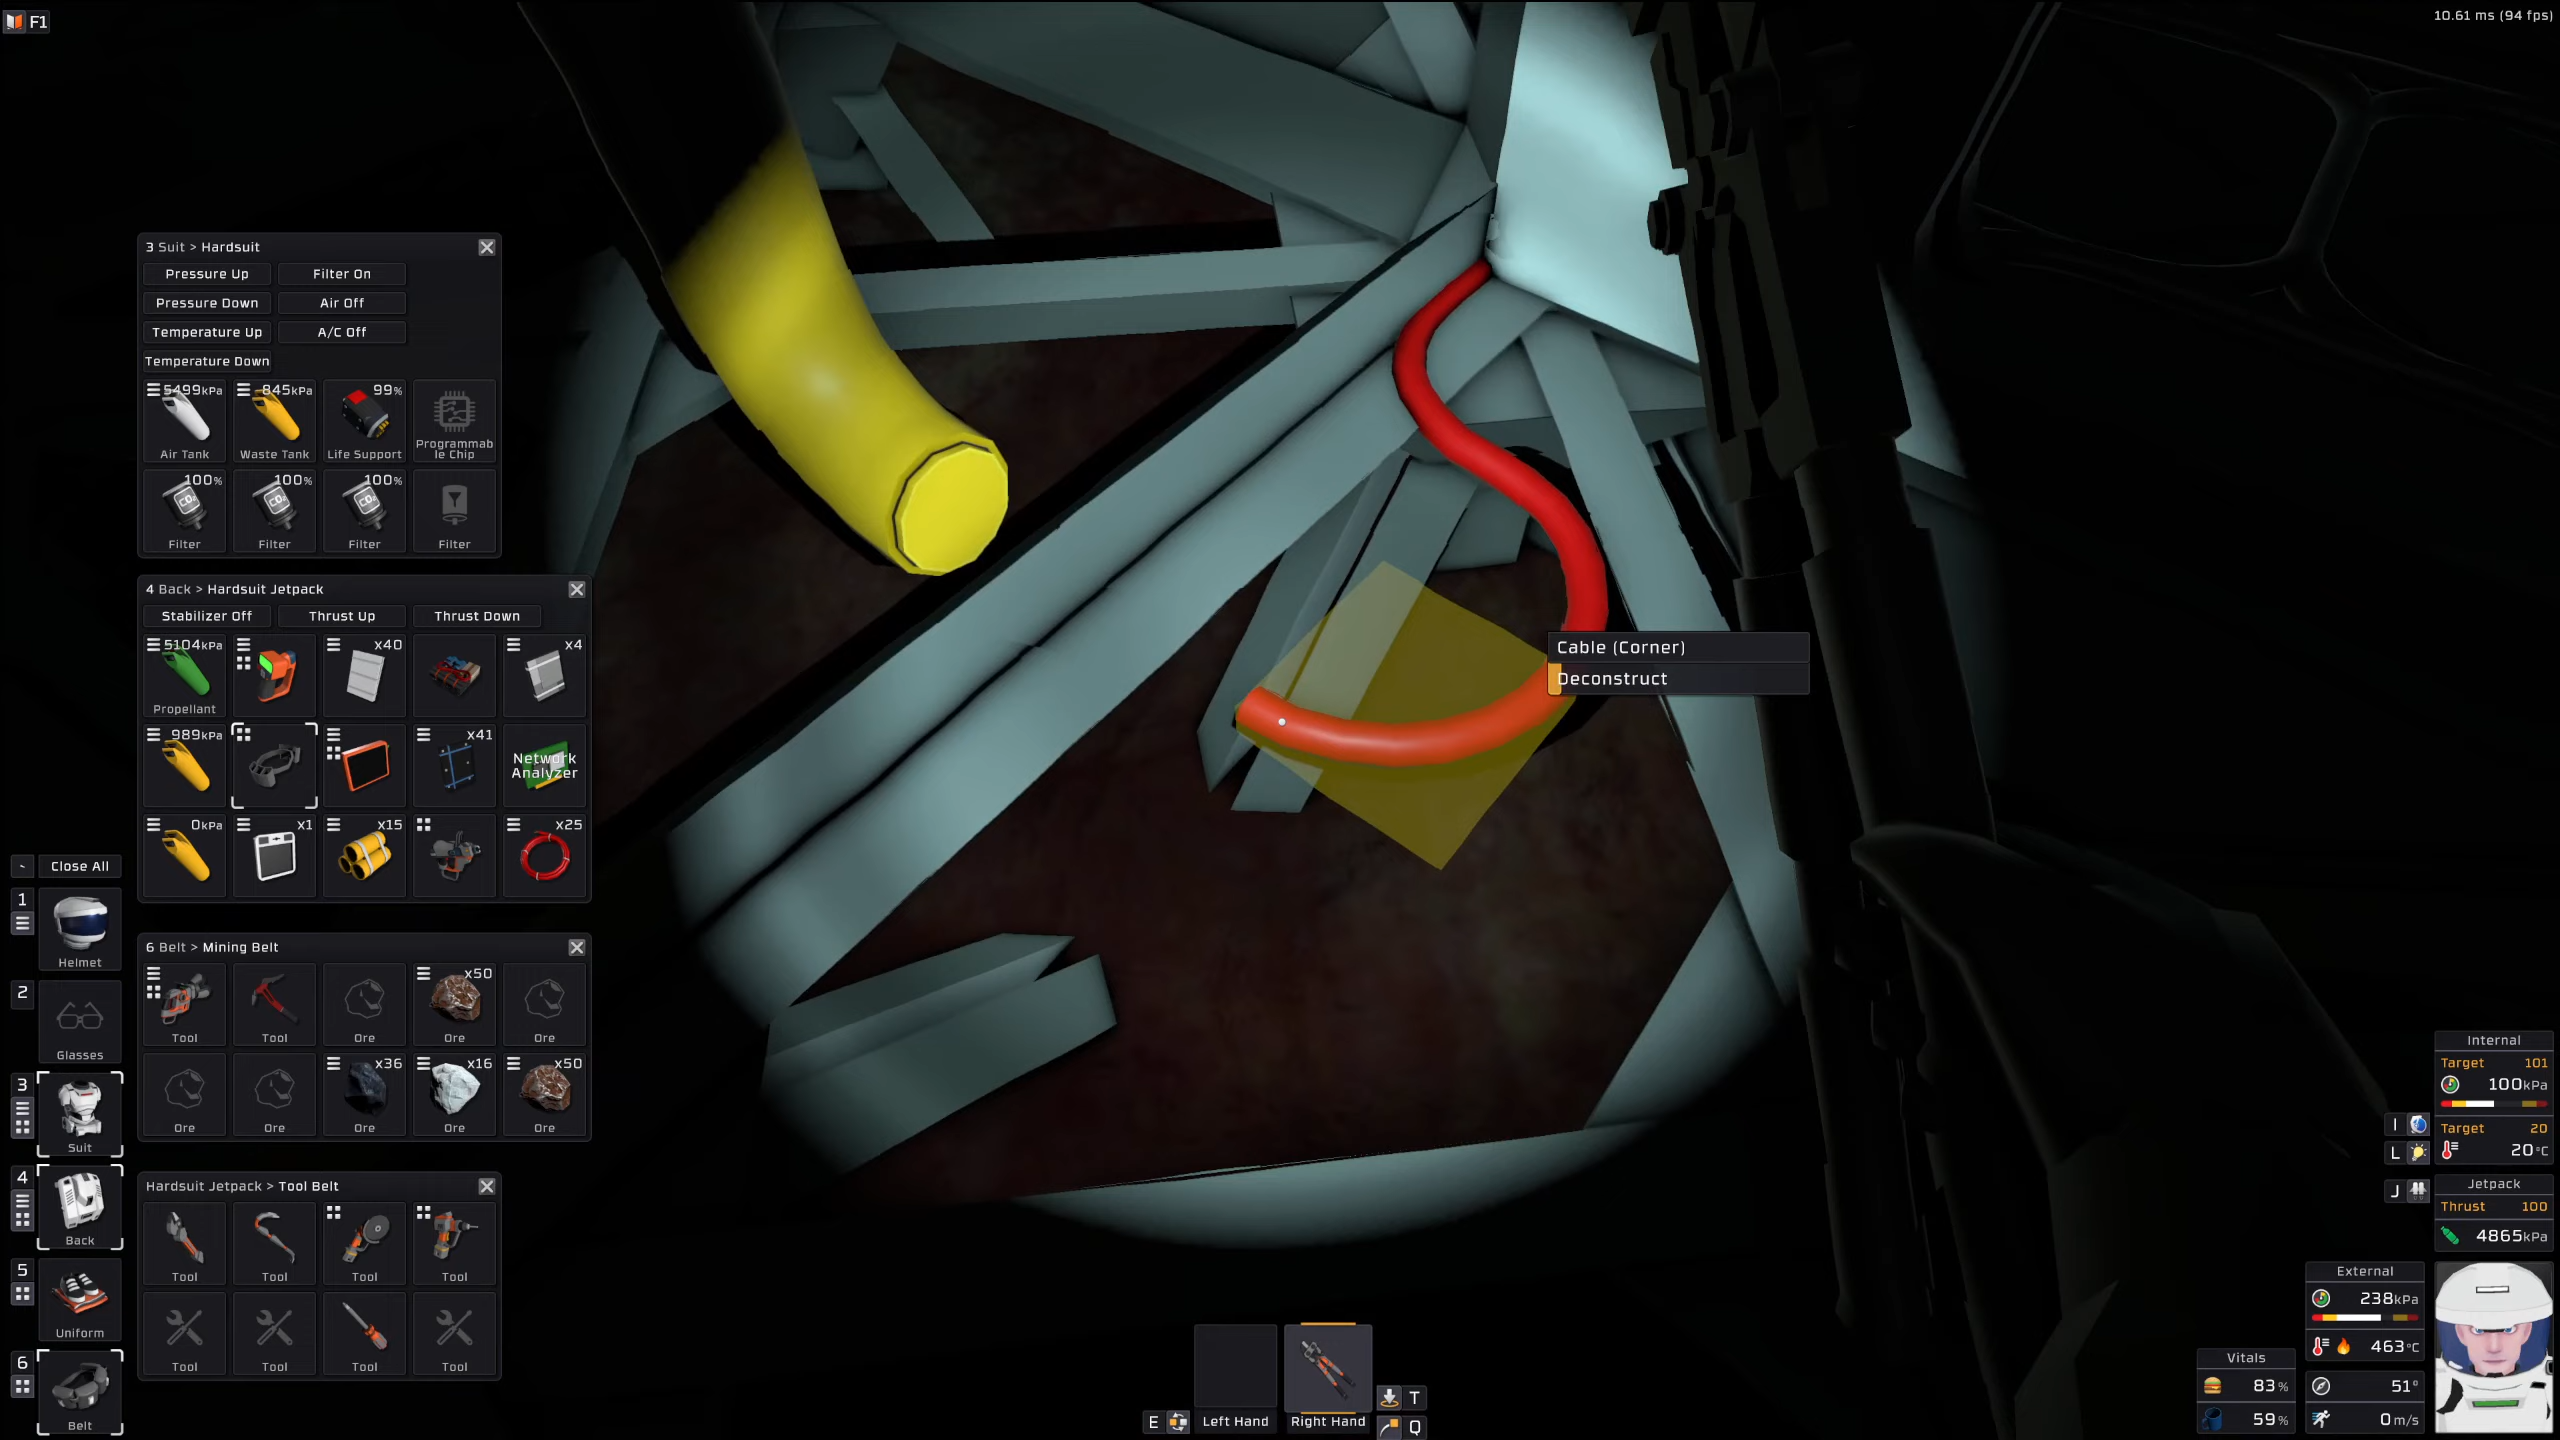 F1
10.61 ms (94 fps)
3 Suit > Hardsuit
Pressure Up
Filter On
Pressure Down
Air Off
Temperature Up
A/C Off
Temperature Down
5499kPa
Air Tank
845kPa
Waste Tank
99%
Life Support
Programmab
le Chip
100%
CO₂
Filter
100%
CO₂
Filter
100%
CO₂
Filter
Filter
4 Back > Hardsuit Jetpack
Stabilizer Off
Thrust Up
Thrust Down
5104kPa
Propellant
x40
x4
989kPa
x41
Network
Analyzer
0kPa
x1
x15
x25
6 Belt > Mining Belt
Tool
Tool
Ore
x50
Ore
Ore
Ore
Ore
x36
Ore
x16
Ore
x50
Ore
Hardsuit Jetpack > Tool Belt
Tool
Tool
Tool
Tool
Tool
Tool
Tool
Tool
~
Close All
1
Helmet
2
Glasses
3
Suit
4
Back
5
Uniform
6
Belt
Cable (Corner)
Deconstruct
E
Left Hand
Right Hand
T
Q
Internal
Target 101
100kPa
Target 20
20°C
I
L
J
Jetpack
Thrust 100
4865kPa
External
238kPa
463°C
51°
0m/s
Vitals
83%
59%